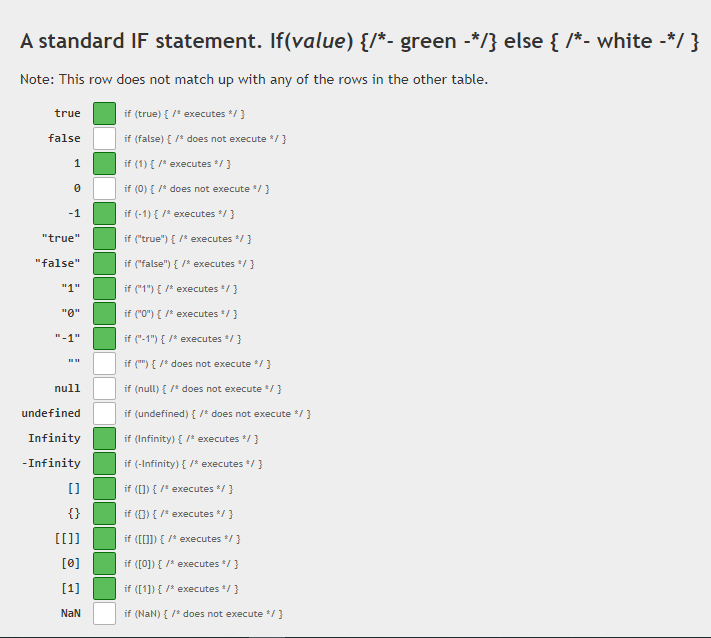 A standard IF statement. If(value) {/*- green -*/} else { /*- white -*/ }
Note: This row does not match up with any of the rows in the other table.
true if (true) { /* executes */ }
false if (false) { /* does not execute */ }
1 if (1) { /* executes */ }
0 if (0) { /* does not execute */ }
-1 if (-1) { /* executes */ }
"true" if ("true") { /* executes */ }
"false" if ("false") { /* executes */ }
"1" if ("1") { /* executes */ }
"0" if ("0") { /* executes */ }
"-1" if ("-1") { /* executes */ }
"" if ("") { /* does not execute */ }
null if (null) { /* does not execute */ }
undefined if (undefined) { /* does not execute */ }
Infinity if (Infinity) { /* executes */ }
-Infinity if (-Infinity) { /* executes */ }
[] if ([]) { /* executes */ }
{} if ({}) { /* executes */ }
[[]] if ([[]]) { /* executes */ }
[0] if ([0]) { /* executes */ }
[1] if ([1]) { /* executes */ }
NaN if (NaN) { /* does not execute */ }